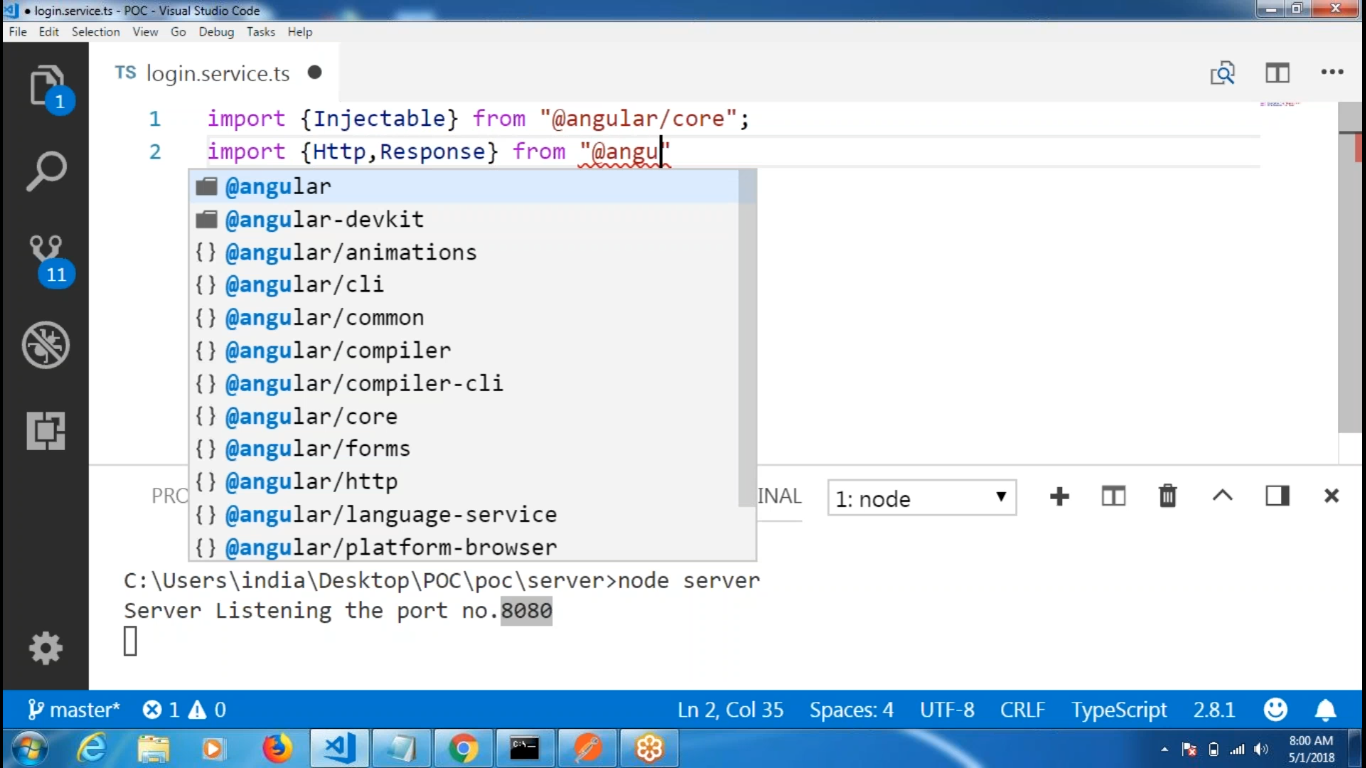 ● login.service.ts - POC - Visual Studio Code
File Edit Selection View Go Debug Tasks Help
1
TS login.service.ts ●
1 import {Injectable} from "@angular/core";
2 import {Http,Response} from "@angu"
@angular
@angular-devkit
{} @angular/animations
11
{} @angular/cli
{} @angular/common
{} @angular/compiler
{} @angular/compiler-cli
{} @angular/core
{} @angular/forms
{} @angular/http
{} @angular/language-service
{} @angular/platform-browser
PRO INAL 1: node
C:\Users\india\Desktop\POC\poc\server>node server
Server Listening the port no.8080
master* 1 0 Ln 2, Col 35 Spaces: 4 UTF-8 CRLF TypeScript 2.8.1
C:\
8:00 AM
5/1/2018